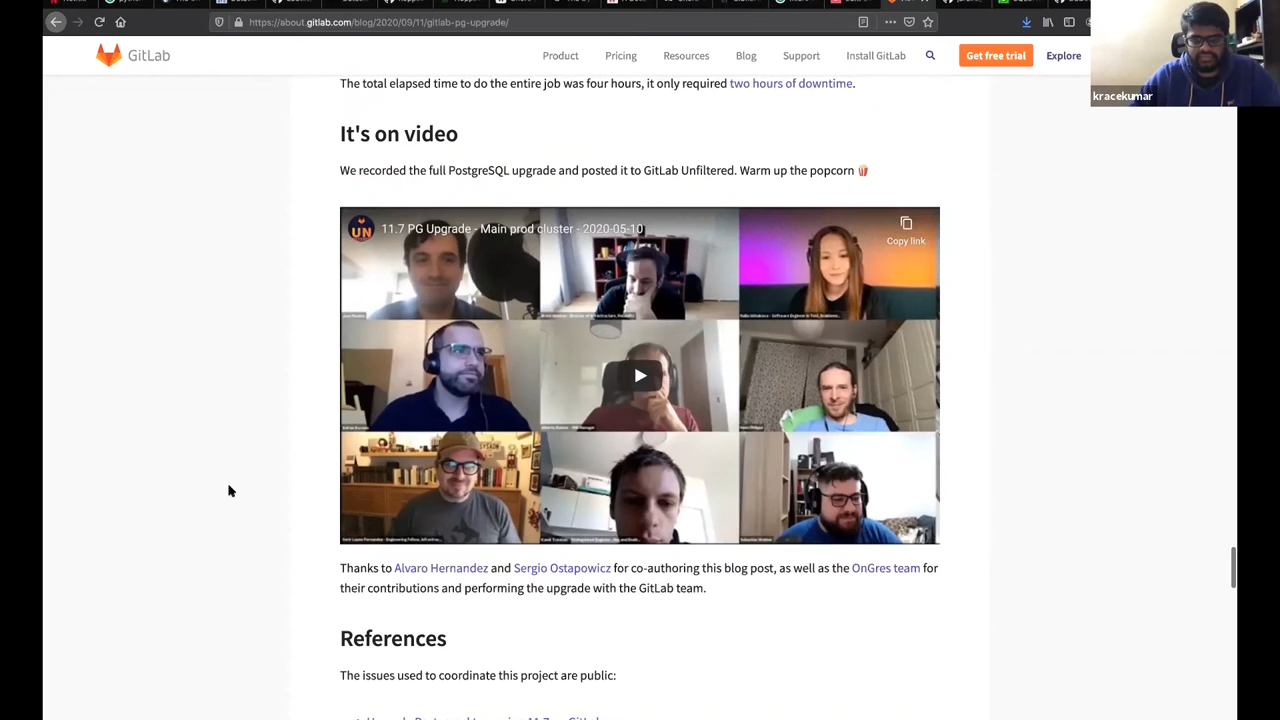 https://about.gitlab.com/blog/2020/09/11/gitlab-pg-upgrade/
GitLab
Product
Pricing
Resources
Blog
Support
Install GitLab
Get free trial
Explore
kracekumar
The total elapsed time to do the entire job was four hours, it only required two hours of downtime.
It's on video
We recorded the full PostgreSQL upgrade and posted it to GitLab Unfiltered. Warm up the popcorn 🍿
UN
11.7 PG Upgrade - Main prod cluster - 2020-05-10
Copy link
Thanks to Alvaro Hernandez and Sergio Ostapowicz for co-authoring this blog post, as well as the OnGres team for
their contributions and performing the upgrade with the GitLab team.
References
The issues used to coordinate this project are public: